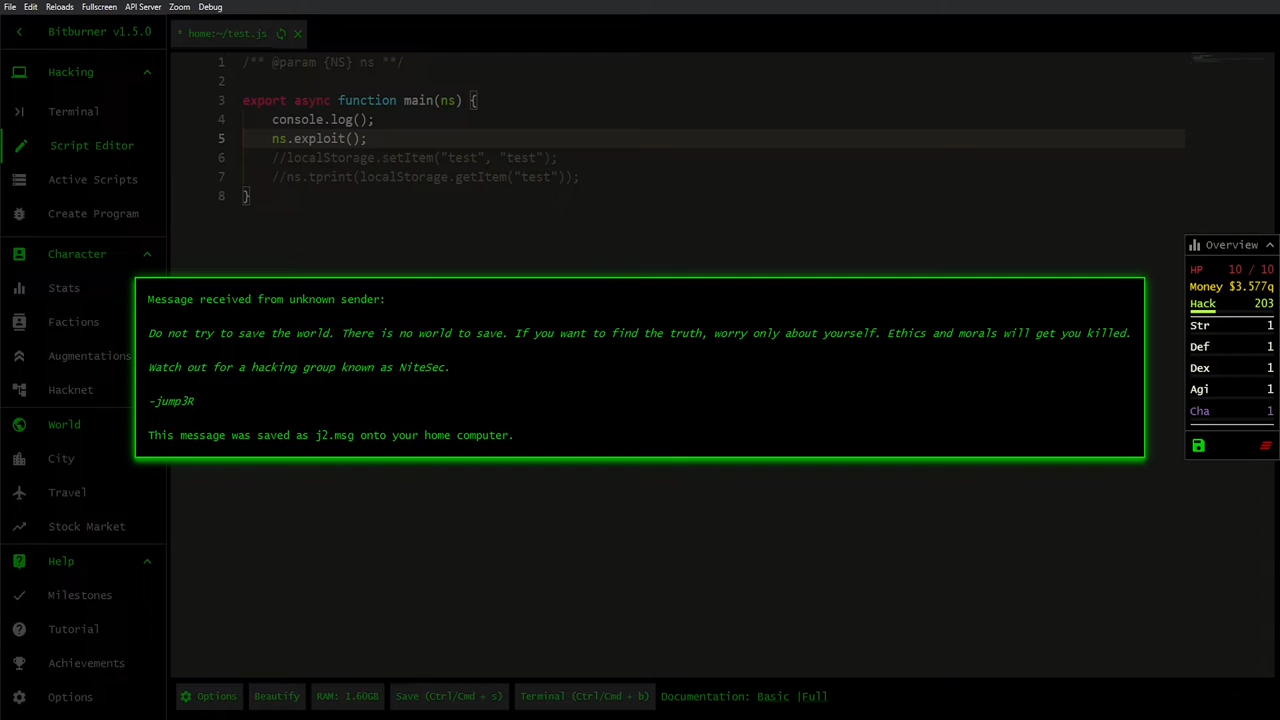 File Edit Reloads Fullscreen API Server Zoom Debug
Bitburner v1.5.0
* home:~/test.js
Hacking
Terminal
Script Editor
Active Scripts
Create Program
Character
Stats
Factions
Augmentations
Hacknet
World
City
Travel
Stock Market
Help
Milestones
Tutorial
Achievements
Options
1 /** @param {NS} ns **/
2
3 export async function main(ns) {
4 console.log();
5 ns.exploit();
6 //localStorage.setItem("test", "test");
7 //ns.tprint(localStorage.getItem("test"));
8 }
Message received from unknown sender:
Do not try to save the world. There is no world to save. If you want to find the truth, worry only about yourself. Ethics and morals will get you killed.
Watch out for a hacking group known as NiteSec.
-jump3R
This message was saved as j2.msg onto your home computer.
Overview
HP 10 / 10
Money $3.577q
Hack 203
Str 1
Def 1
Dex 1
Agi 1
Cha 1
Options Beautify RAM: 1.60GB Save (Ctrl/Cmd + s) Terminal (Ctrl/Cmd + b) Documentation: Basic |Full